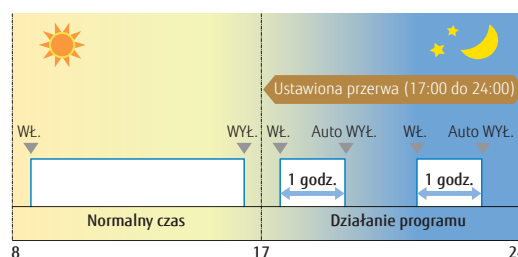 Ustawiona przerwa (17:00 do 24:00)
WŁ. WYŁ. WŁ. Auto WYŁ. WŁ. Auto WYŁ.
1 godz. 1 godz.
Normalny czas Działanie programu
8 17